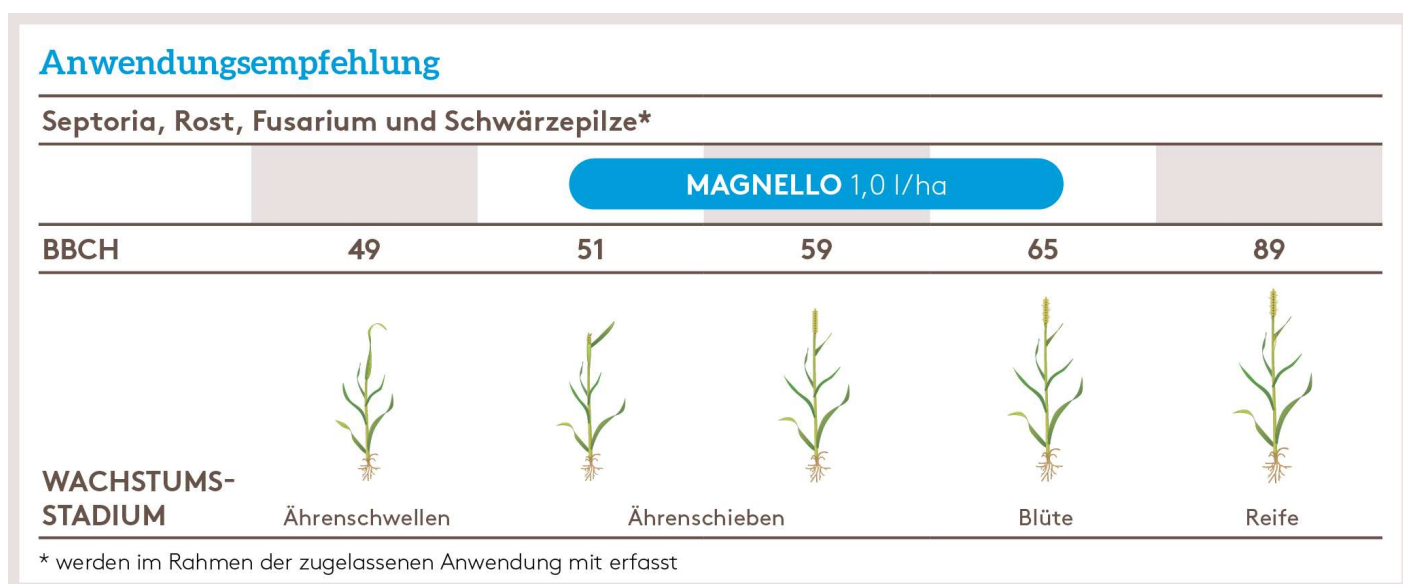 Anwendungsempfehlung
Septoria, Rost, Fusarium und Schwärzepilze*
MAGNELLO 1,0 l/ha
BBCH 49 51 59 65 89
WACHSTUMS-
STADIUM Ährenschwellen Ährenschieben Blüte Reife
* werden im Rahmen der zugelassenen Anwendung mit erfasst